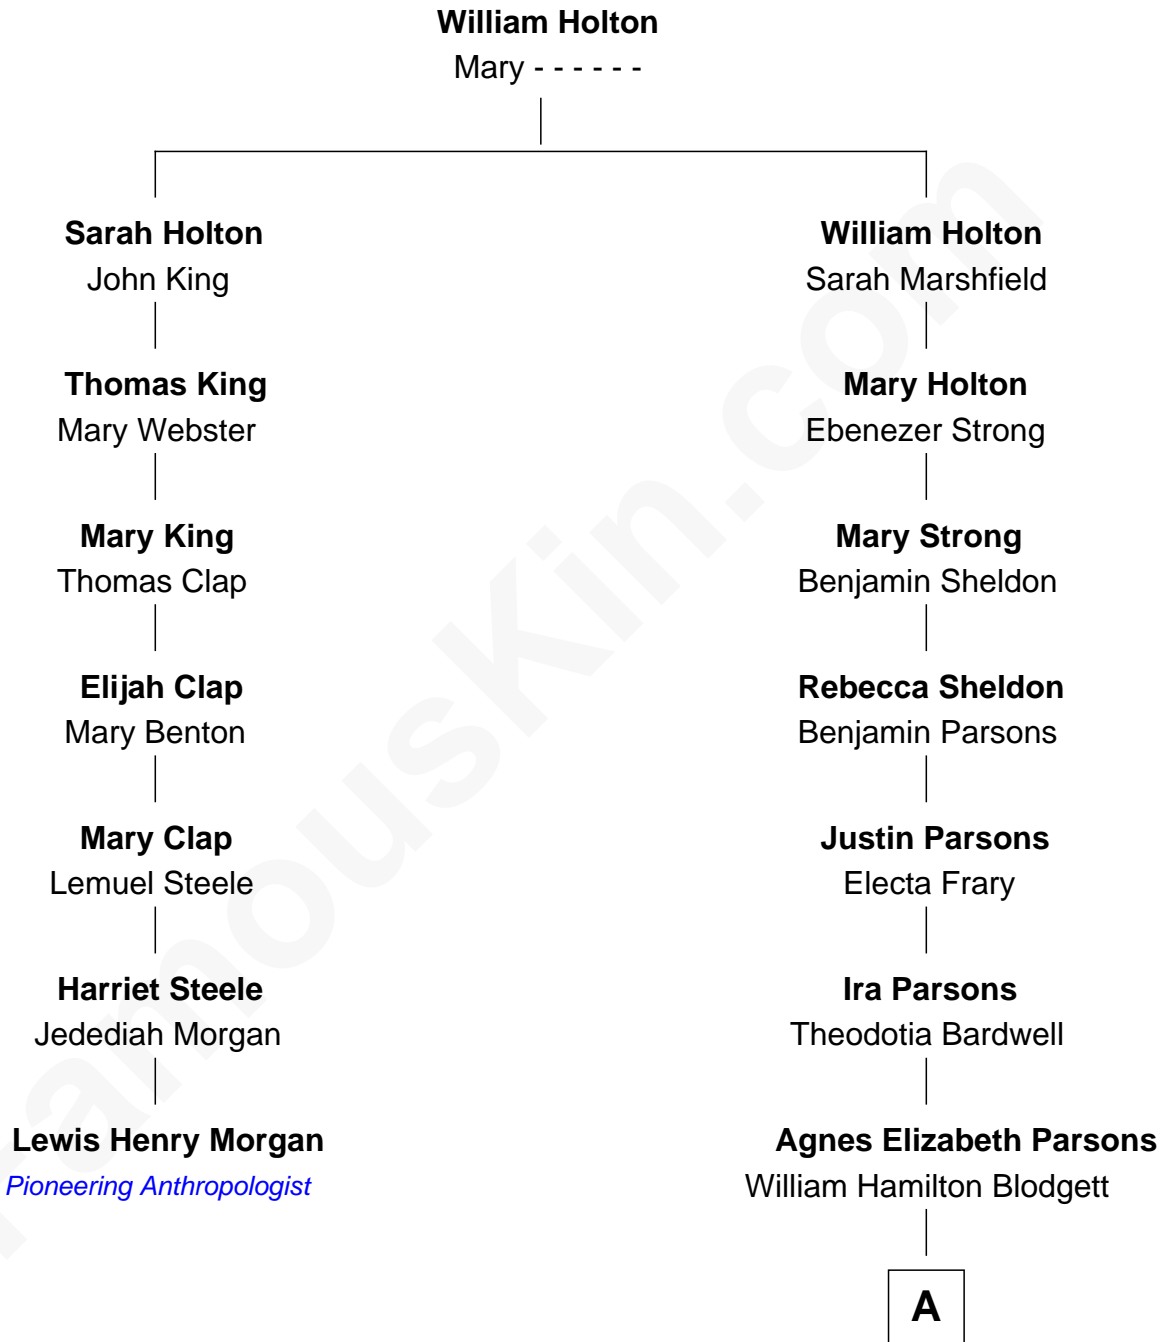 William Holton
Mary - - - - - -
Sarah Holton
John King
William Holton
Sarah Marshfield
Thomas King
Mary Webster
Mary Holton
Ebenezer Strong
Mary King
Thomas Clap
Mary Strong
Benjamin Sheldon
Elijah Clap
Mary Benton
Rebecca Sheldon
Benjamin Parsons
Mary Clap
Lemuel Steele
Justin Parsons
Electa Frary
Harriet Steele
Jedediah Morgan
Ira Parsons
Theodotia Bardwell
Lewis Henry Morgan
Pioneering Anthropologist
Agnes Elizabeth Parsons
William Hamilton Blodgett
A
FamousKin.com